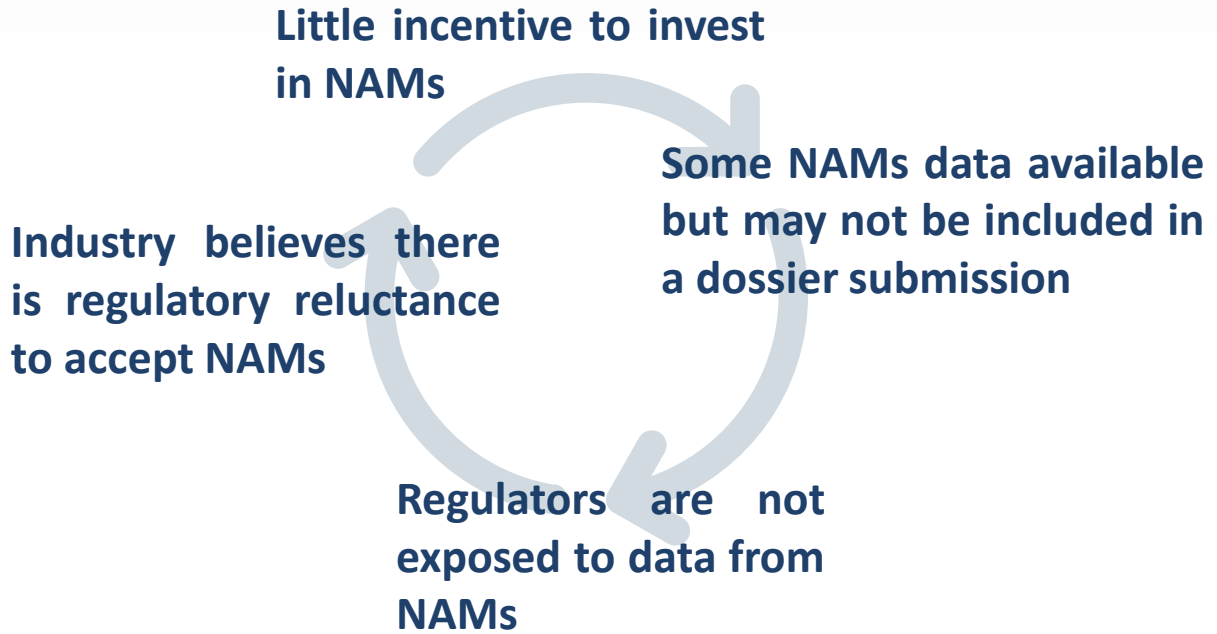 Little incentive to invest
in NAMs
Some NAMs data available
but may not be included in
a dossier submission
Regulators are not
exposed to data from
NAMs
Industry believes there
is regulatory reluctance
to accept NAMs